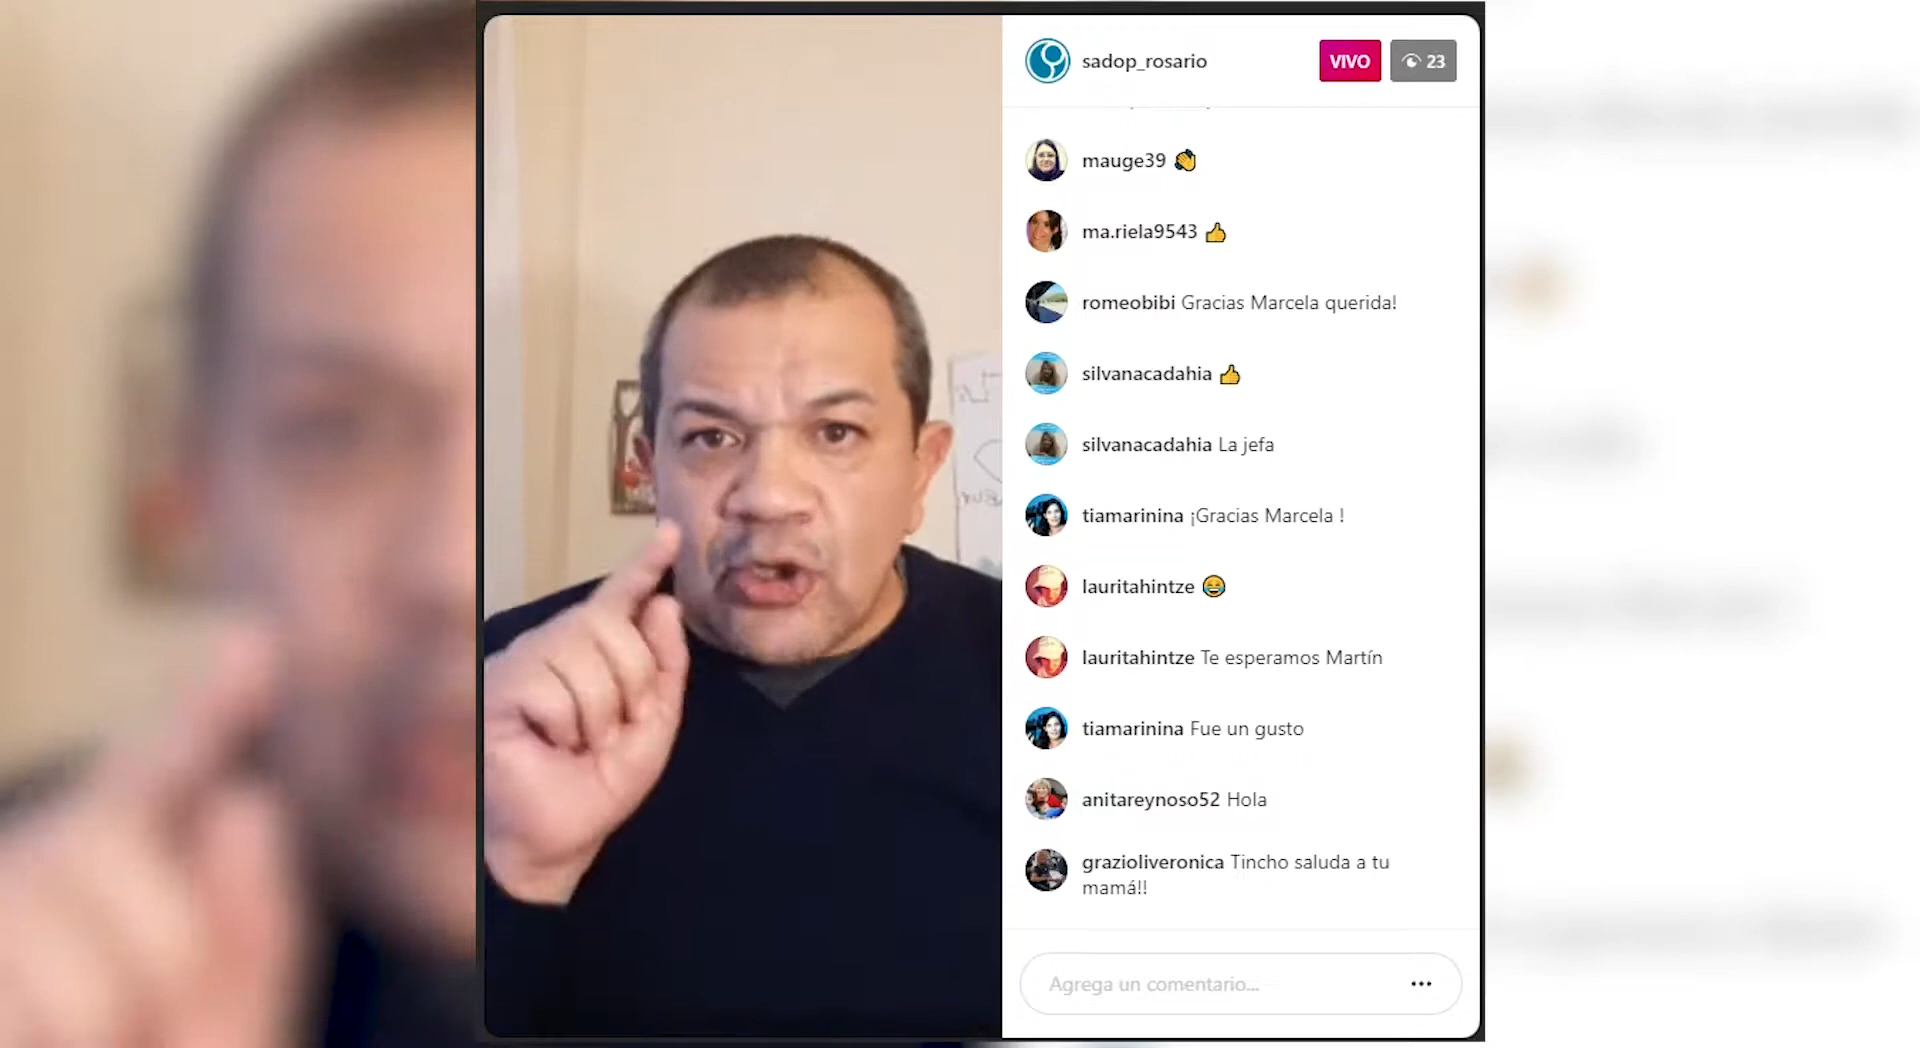 sadop_rosario
VIVO
23
mauge39 👏
ma.riela9543 👍
romeobibi Gracias Marcela querida!
silvanacadahia 👍
silvanacadahia La jefa
tiamarinina ¡Gracias Marcela !
lauritahintze 😂
lauritahintze Te esperamos Martín
tiamarinina Fue un gusto
anitareynoso52 Hola
grazioliveronica Tincho saluda a tu
mamá!!
Agrega un comentario...